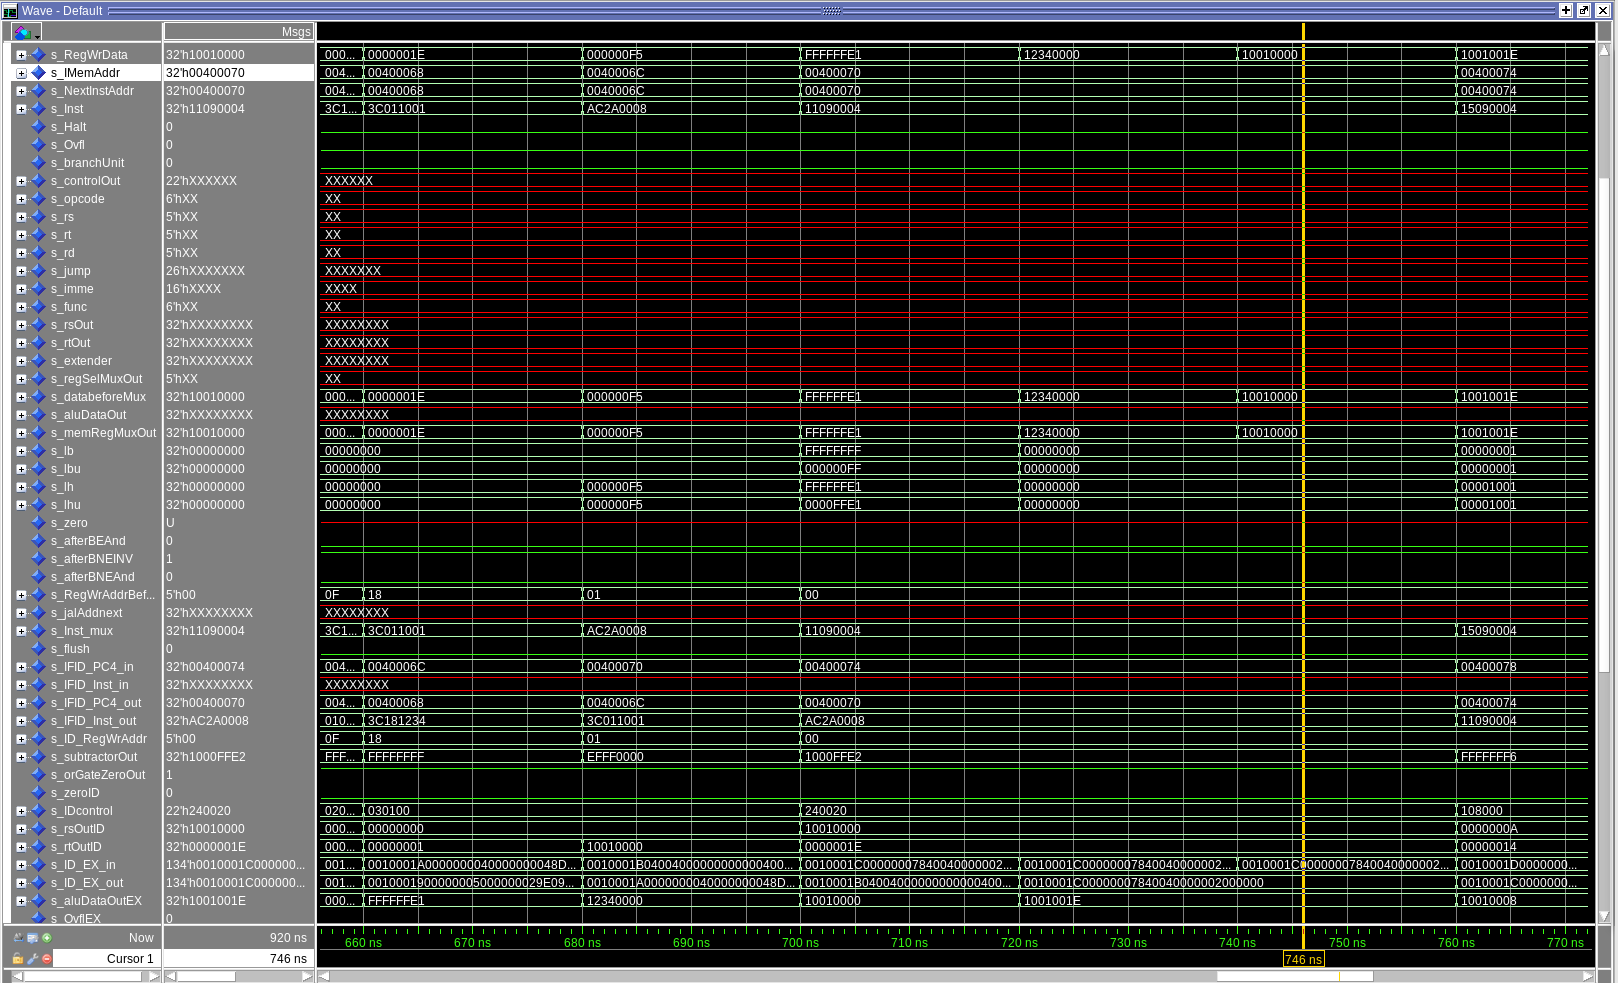 Wave - Default
Msgs
s_RegWrData 32'h10010000 000... 0000001E 000000F5 FFFFFFE1 12340000 10010000 1001001E
s_IMemAddr 32'h00400070 004... 00400068 0040006C 00400070 00400074
s_NextInstAddr 32'h00400070 004... 00400068 0040006C 00400070 00400074
s_Inst 32'h11090004 3C1... 3C011001 AC2A0008 11090004 15090004
s_Halt 0
s_Ovfl 0
s_branchUnit 0
s_controlOut 22'hXXXXXX XXXXXX
s_opcode 6'hXX XX
s_rs 5'hXX XX
s_rt 5'hXX XX
s_rd 5'hXX XX
s_jump 26'hXXXXXXX XXXXXXX
s_imme 16'hXXXX XXXX
s_func 6'hXX XX
s_rsOut 32'hXXXXXXXX XXXXXXXX
s_rtOut 32'hXXXXXXXX XXXXXXXX
s_extender 32'hXXXXXXXX XXXXXXXX
s_regSelMuxOut 5'hXX XX
s_databeforeMux 32'h10010000 000... 0000001E 000000F5 FFFFFFE1 12340000 10010000 1001001E
s_aluDataOut 32'hXXXXXXXX XXXXXXXX
s_memRegMuxOut 32'h10010000 000... 0000001E 000000F5 FFFFFFE1 12340000 10010000 1001001E
s_lb 32'h00000000 00000000 FFFFFFFF 00000000 00000001
s_lbu 32'h00000000 00000000 000000FF 00000000 00000001
s_lh 32'h00000000 00000000 000000F5 FFFFFFE1 00000000 00001001
s_lhu 32'h00000000 00000000 000000F5 0000FFE1 00000000 00001001
s_zero U
s_afterBEAnd 0
s_afterBNEINV 1
s_afterBNEAnd 0
s_RegWrAddrBef... 5'h00 0F 18 01 00
s_jalAddnext 32'hXXXXXXXX XXXXXXXX
s_Inst_mux 32'h11090004 3C1... 3C011001 AC2A0008 11090004 15090004
s_flush 0
s_IFID_PC4_in 32'h00400074 004... 0040006C 00400070 00400074 00400078
s_IFID_Inst_in 32'hXXXXXXXX XXXXXXXX
s_IFID_PC4_out 32'h00400070 004... 00400068 0040006C 00400070 00400074
s_IFID_Inst_out 32'hAC2A0008 010... 3C181234 3C011001 AC2A0008 11090004
s_ID_RegWrAddr 5'h00 0F 18 01 00
s_subtractorOut 32'h1000FFE2 FFF... FFFFFFFF EFFF0000 1000FFE2 FFFFFFF6
s_orGateZeroOut 1
s_zeroID 0
s_IDcontrol 22'h240020 020... 030100 240020 108000
s_rsOutID 32'h10010000 000... 00000000 10010000 0000000A
s_rtOutID 32'h0000001E 000... 00000001 10010000 0000001E 00000014
s_ID_EX_in 134'h0010001C000000... 001... 0010001A0000000040000000048D... 0010001B0400400000000000400... 0010001C00000007840040000002... 0010001C00000007840040000002... 0010001C00000007840040000002... 0010001D0000000...
s_ID_EX_out 134'h0010001C000000... 001... 001000190000000500000029E09... 0010001A0000000040000000048D... 0010001B0400400000000000400... 0010001C00000007840040000002000000 0010001C0000000...
s_aluDataOutEX 32'h1001001E 000... FFFFFFE1 12340000 10010000 1001001E 10010008
s_OvflEX 0
Now 920 ns 660 ns 670 ns 680 ns 690 ns 700 ns 710 ns 720 ns 730 ns 740 ns 750 ns 760 ns 770 ns
Cursor 1 746 ns 746 ns